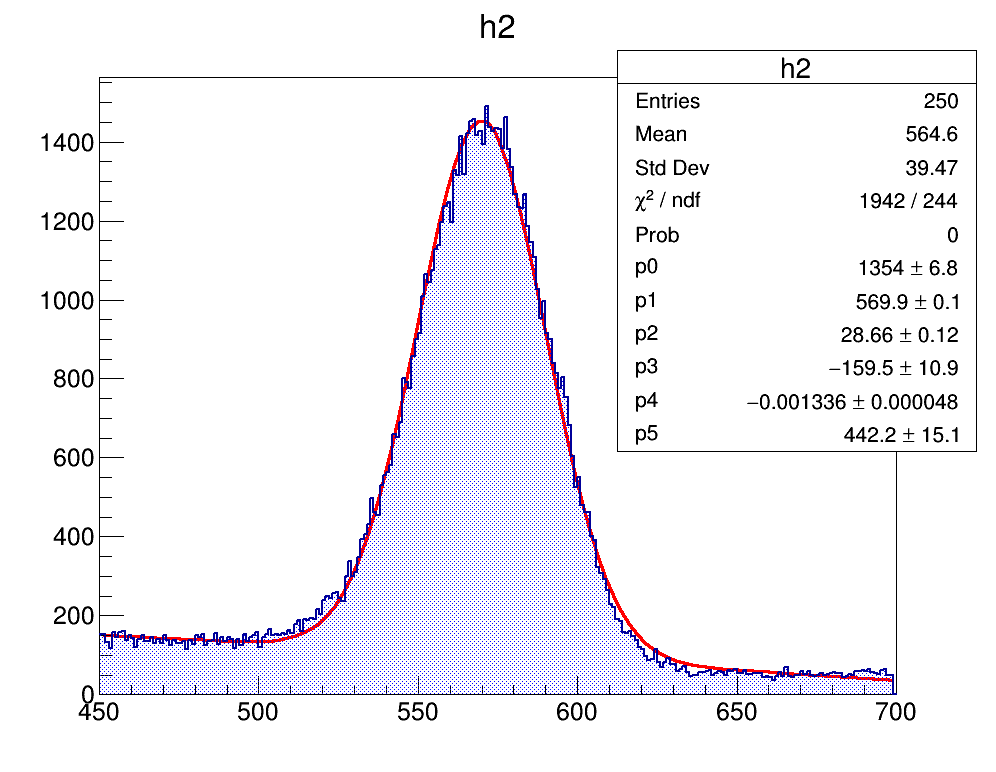 h2
h2
Entries 250
Mean 564.6
Std Dev 39.47
χ² / ndf 1942 / 244
Prob 0
p0 1354 ± 6.8
p1 569.9 ± 0.1
p2 28.66 ± 0.12
p3 −159.5 ± 10.9
p4 −0.001336 ± 0.000048
p5 442.2 ± 15.1
1400
1200
1000
800
600
400
200
0
450 500 550 600 650 700